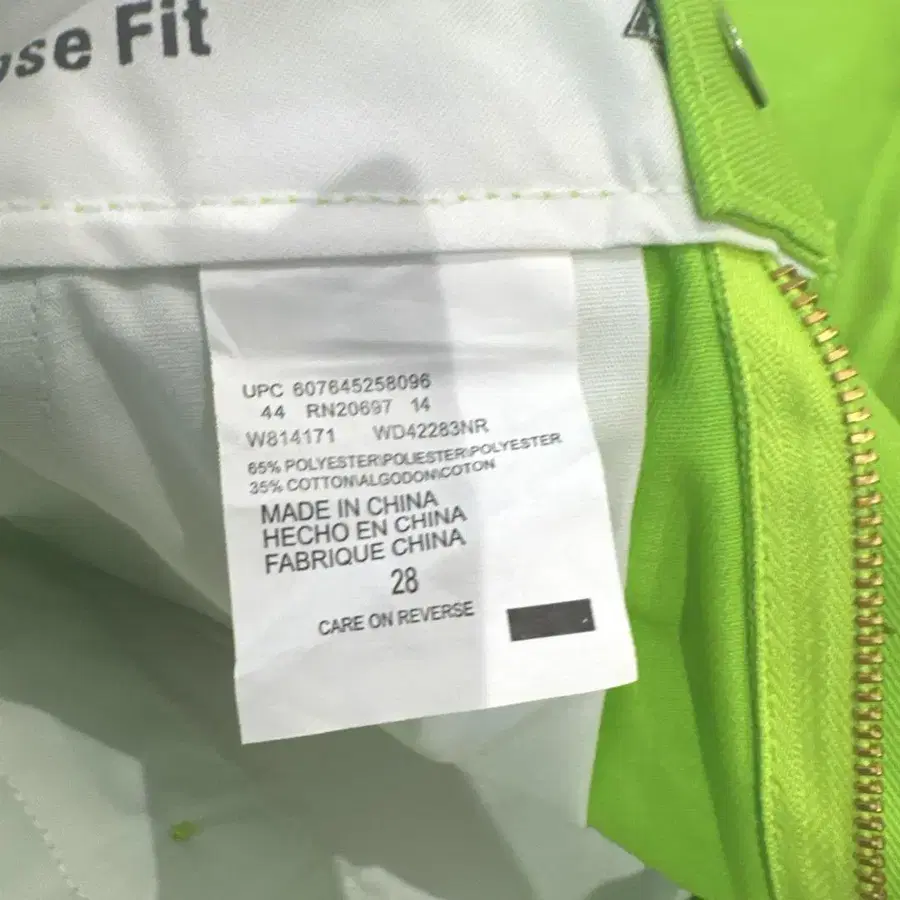 Fit
UPC 607645258096
44 RN20697 14
W814171 WD42283NR
65% POLYESTER\POLIESTER\POLYESTER
35% COTTON\ALGODON\COTON
MADE IN CHINA
HECHO EN CHINA
FABRIQUE CHINA
28
CARE ON REVERSE